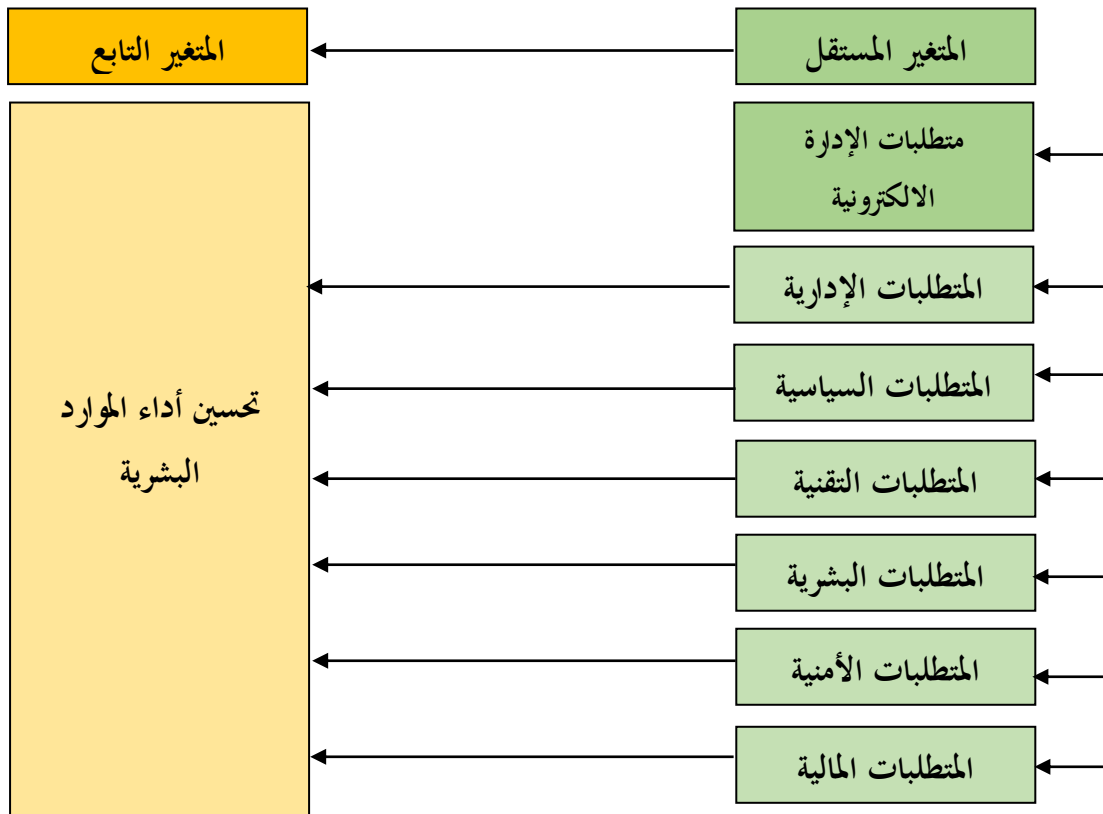 المتغير المستقل
المتغير التابع
متطلبات الإدارة
الالكترونية
المتطلبات الإدارية
المتطلبات السياسية
المتطلبات التقنية
المتطلبات البشرية
المتطلبات الأمنية
المتطلبات المالية
تحسين أداء الموارد
البشرية